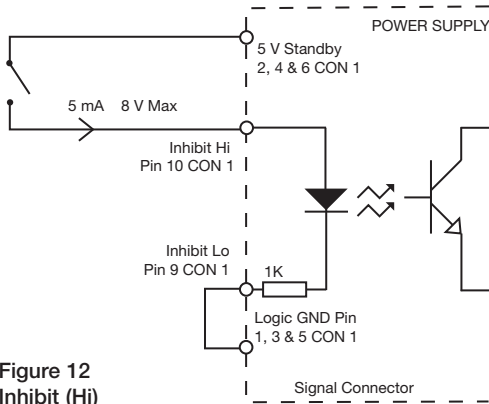 POWER SUPPLY
5 V Standby
2, 4 & 6 CON 1
5 mA 8 V Max
Inhibit Hi
Pin 10 CON 1
Inhibit Lo
Pin 9 CON 1
1K
Logic GND Pin
1, 3 & 5 CON 1
Figure 12
Inhibit (Hi)
Signal Connector